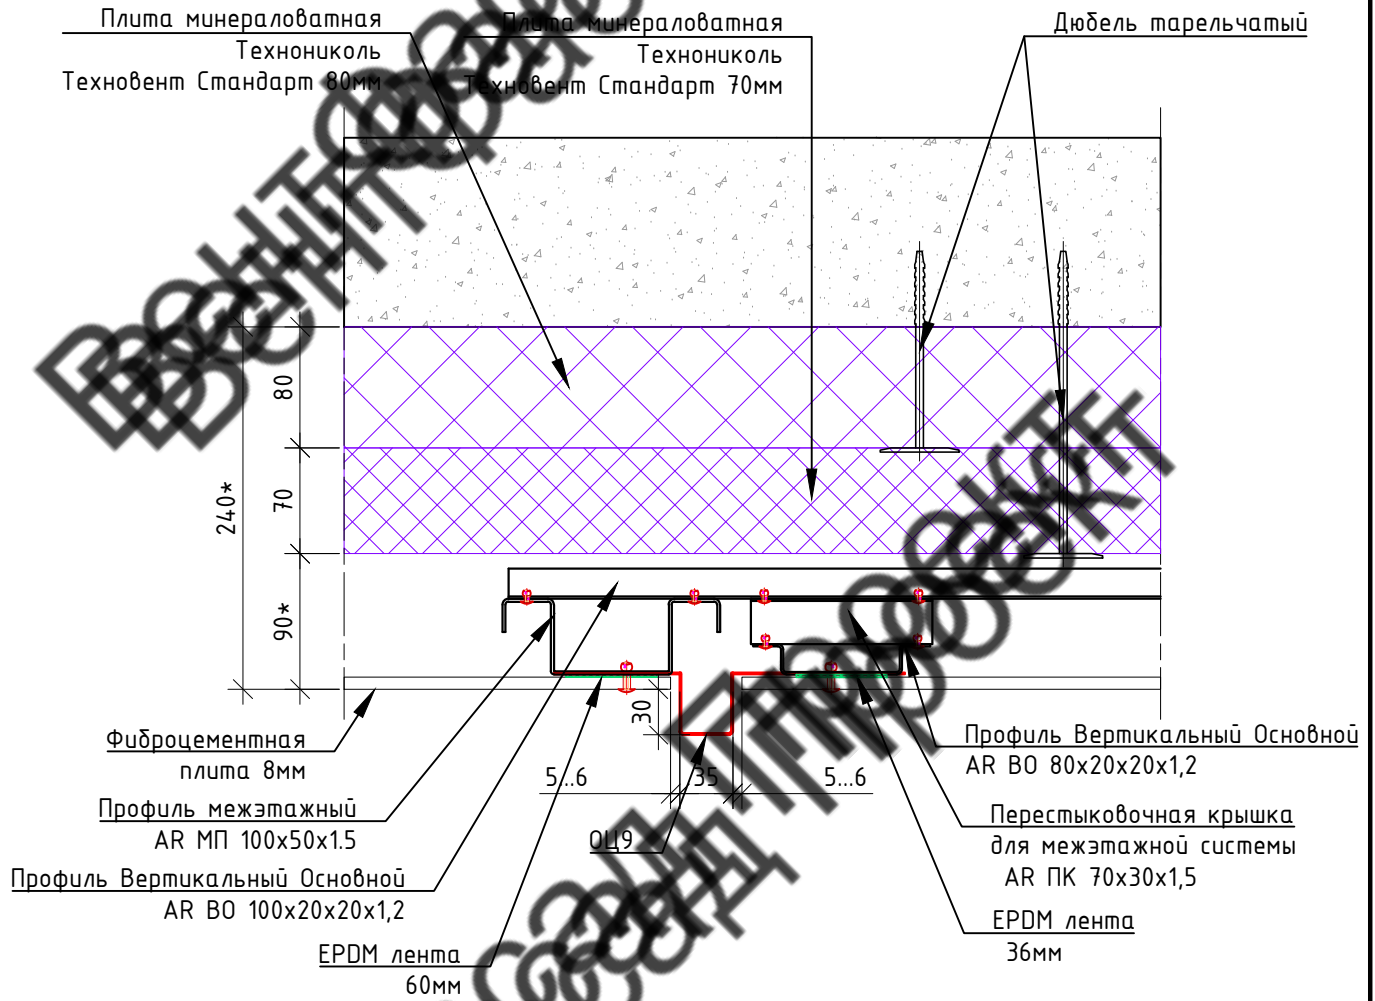 Плита минераловатная
Технониколь
Техновент Стандарт 80мм
Плита минераловатная
Технониколь
Техновент Стандарт 70мм
Дюбель тарельчатый
80
70
240*
90*
30
5...6
35
5...6
Фиброцементная
плита 8мм
Профиль межэтажный
AR МП 100х50х1.5
Профиль Вертикальный Основной
AR ВО 100х20х20х1,2
EPDM лента
60мм
ОЦ9
Профиль Вертикальный Основной
AR ВО 80х20х20х1,2
Перестыковочная крышка
для межэтажной системы
AR ПК 70х30х1,5
EPDM лента
36мм